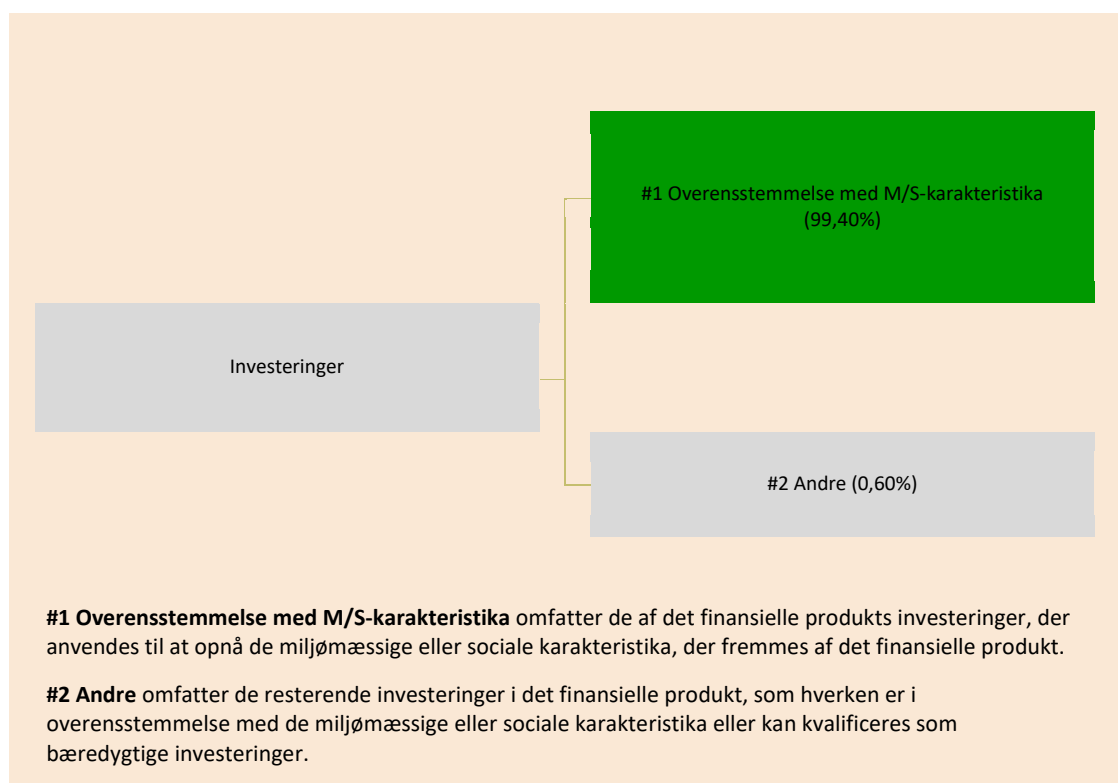 #1 Overensstemmelse med M/S-karakteristika
(99,40%)
Investeringer
#2 Andre (0,60%)
#1 Overensstemmelse med M/S-karakteristika omfatter de af det finansielle produkts investeringer, der
anvendes til at opnå de miljømæssige eller sociale karakteristika, der fremmes af det finansielle produkt.
#2 Andre omfatter de resterende investeringer i det finansielle produkt, som hverken er i
overensstemmelse med de miljømæssige eller sociale karakteristika eller kan kvalificeres som
bæredygtige investeringer.